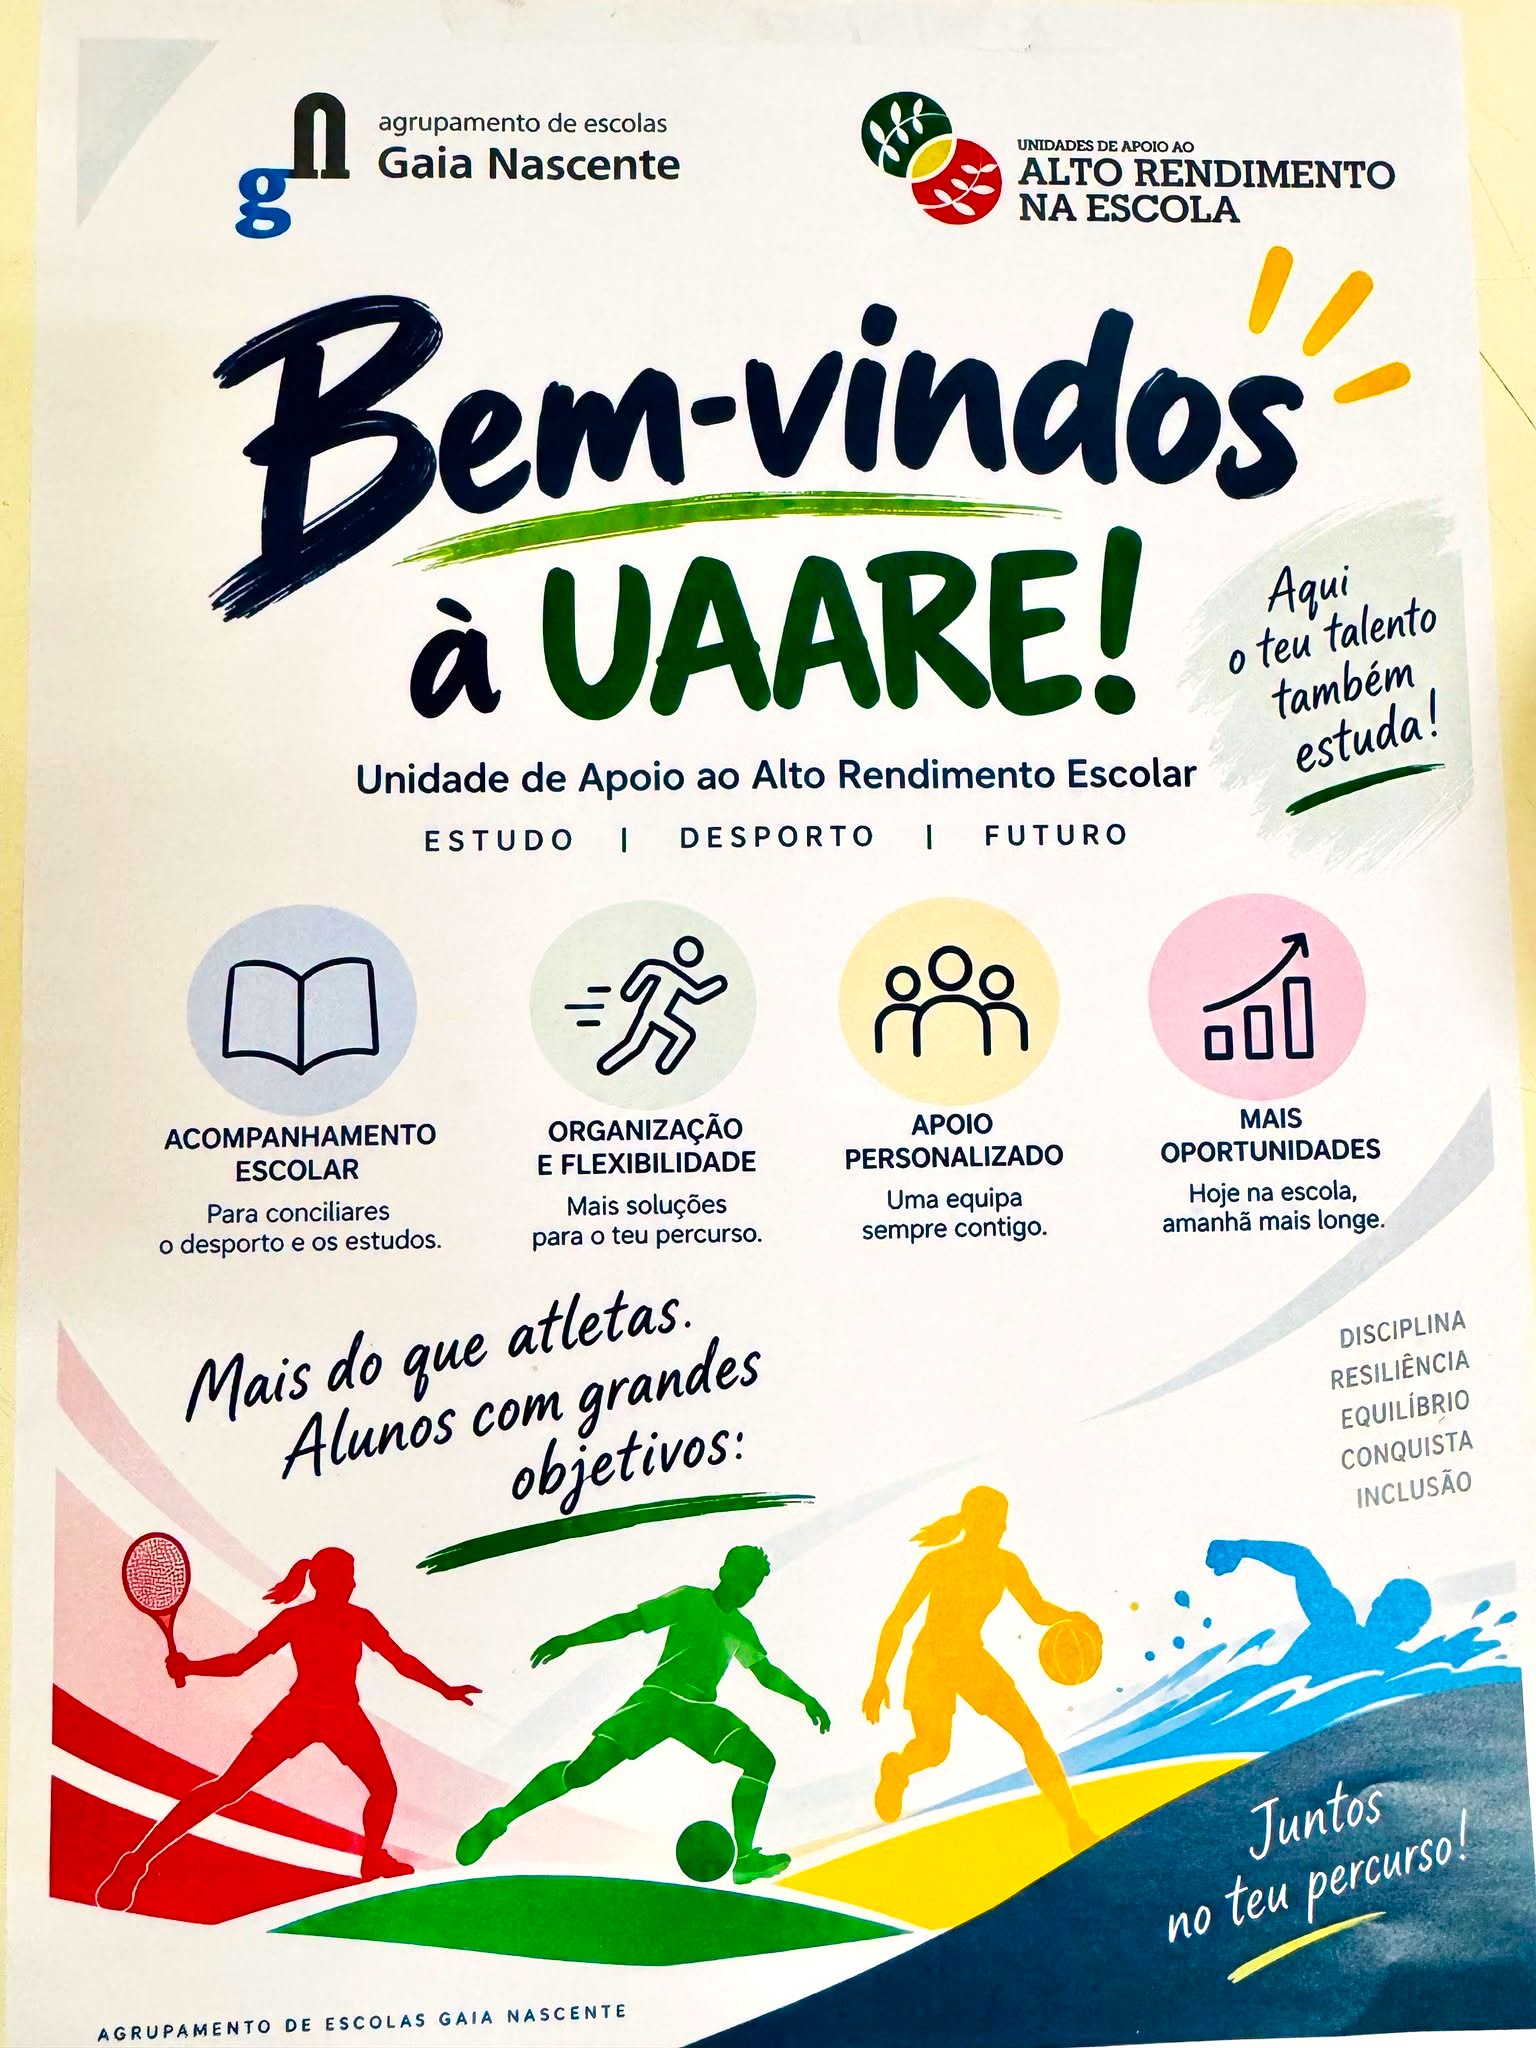 agrupamento de escolas
Gaia Nascente
gn
UNIDADES DE APOIO AO
ALTO RENDIMENTO
NA ESCOLA
Bem-vindos
à UAARE!
Aqui
o teu talento
também
estuda!
Unidade de Apoio ao Alto Rendimento Escolar
ESTUDO | DESPORTO | FUTURO
ACOMPANHAMENTO
ESCOLAR
Para conciliares
o desporto e os estudos.
ORGANIZAÇÃO
E FLEXIBILIDADE
Mais soluções
para o teu percurso.
APOIO
PERSONALIZADO
Uma equipa
sempre contigo.
MAIS
OPORTUNIDADES
Hoje na escola,
amanhã mais longe.
Mais do que atletas.
Alunos com grandes
objetivos:
DISCIPLINA
RESILIÊNCIA
EQUILÍBRIO
CONQUISTA
INCLUSÃO
Juntos
no teu percurso!
AGRUPAMENTO DE ESCOLAS GAIA NASCENTE